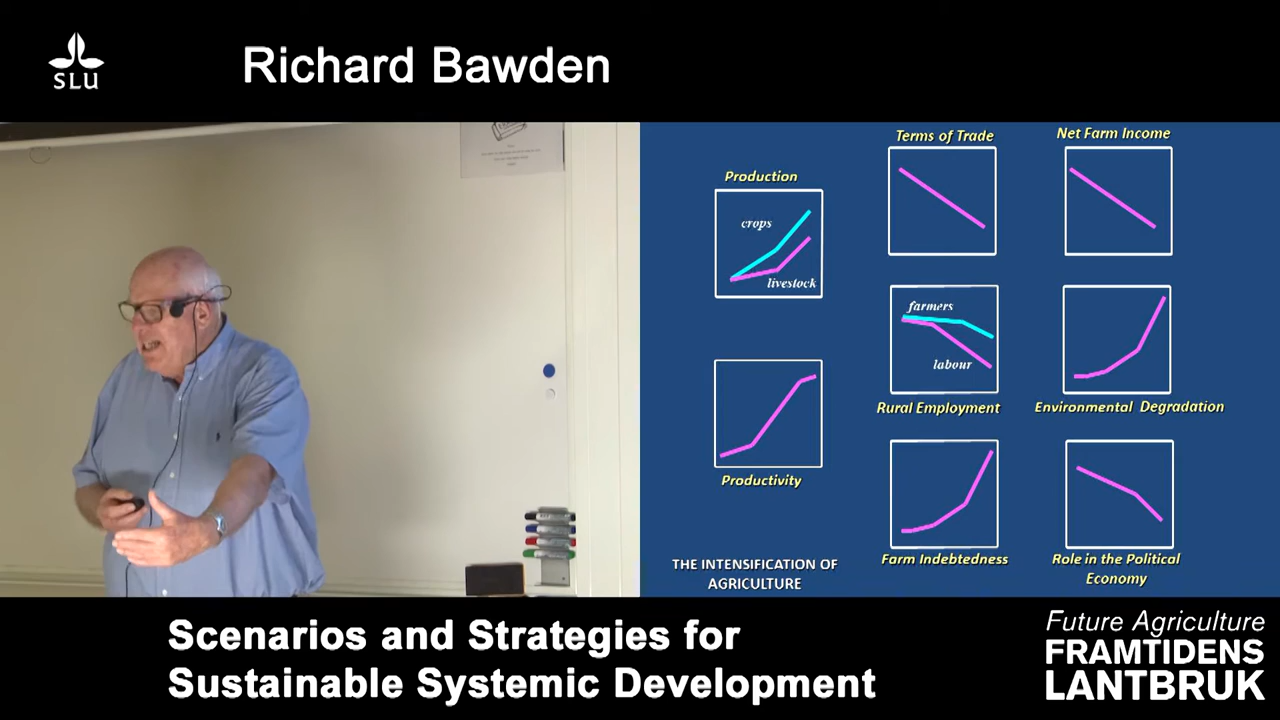 SLU
Richard Bawden
Production
crops
livestock
Productivity
THE INTENSIFICATION OF
AGRICULTURE
Terms of Trade
Net Farm Income
farmers
labour
Rural Employment
Environmental Degradation
Farm Indebtedness
Role in the Political
Economy
Scenarios and Strategies for
Sustainable Systemic Development
Future Agriculture
FRAMTIDENS
LANTBRUK